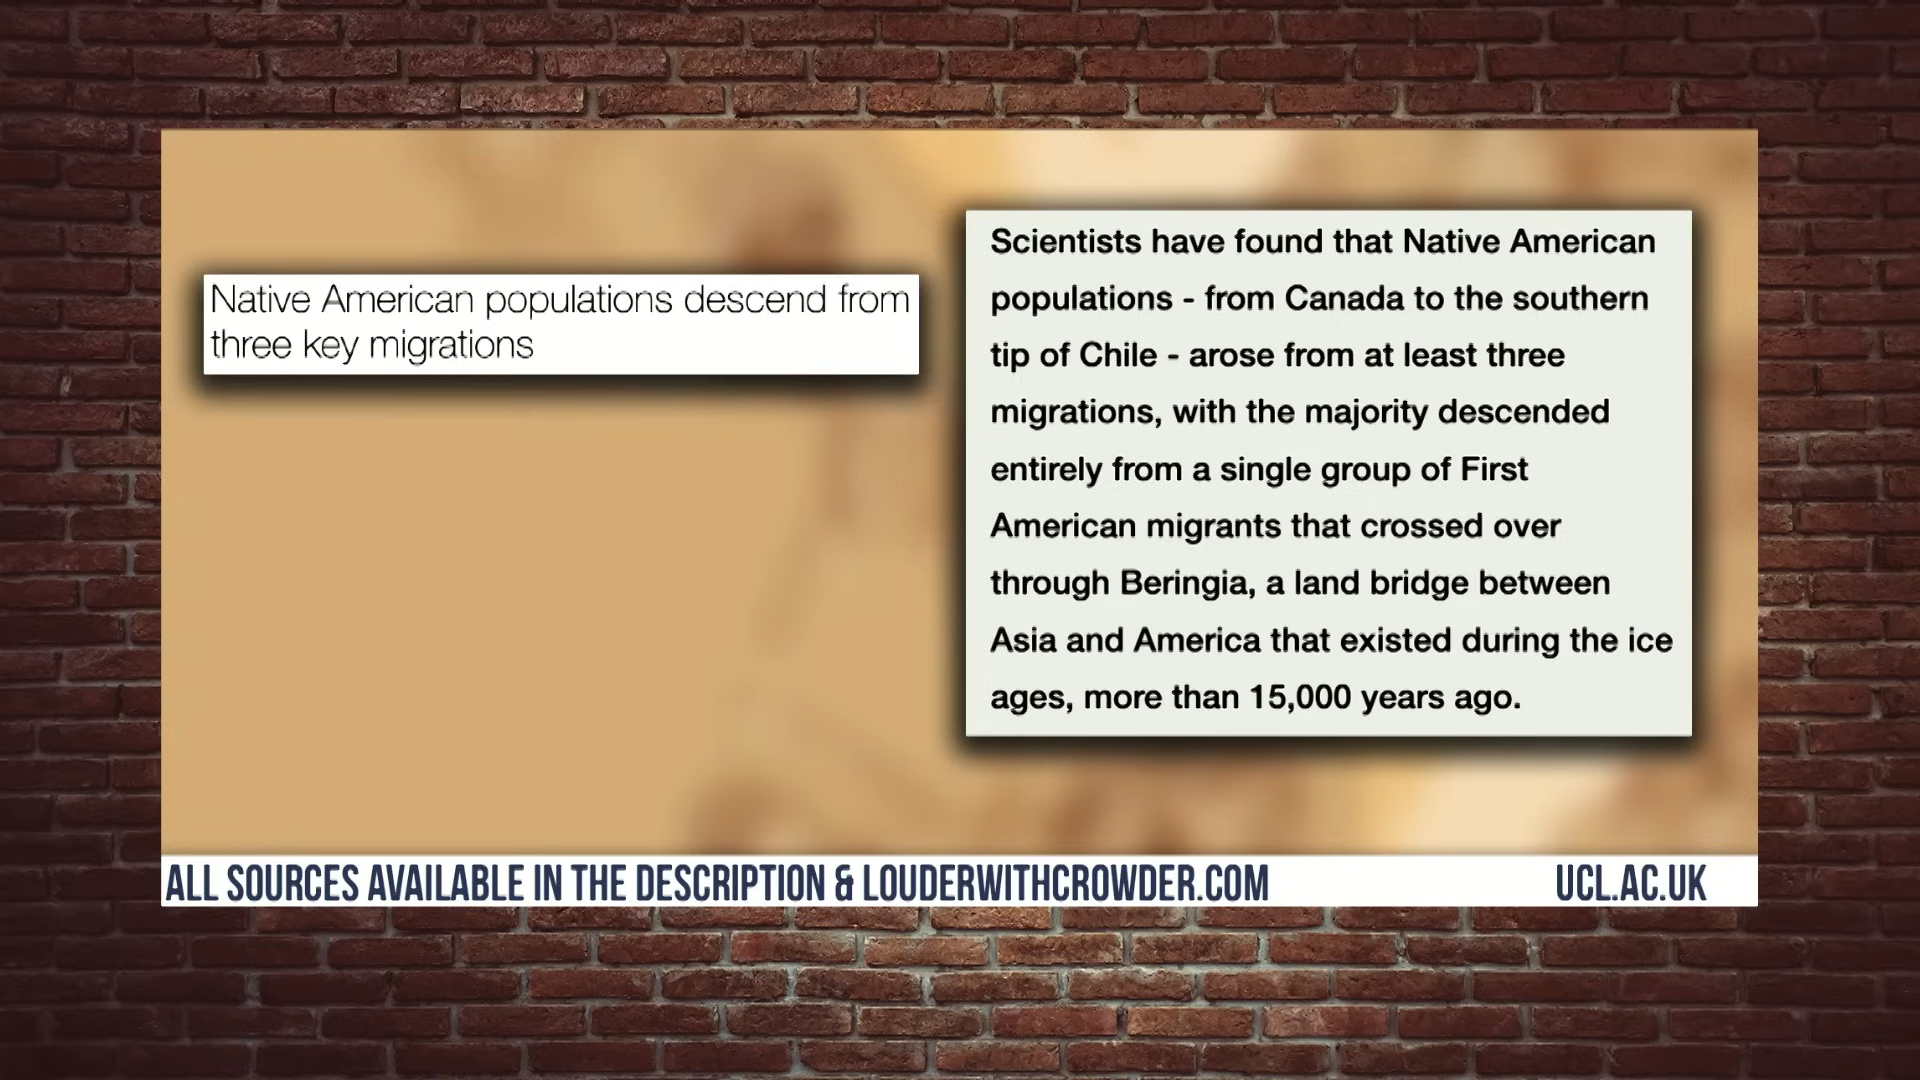 Native American populations descend from
three key migrations
Scientists have found that Native American
populations - from Canada to the southern
tip of Chile - arose from at least three
migrations, with the majority descended
entirely from a single group of First
American migrants that crossed over
through Beringia, a land bridge between
Asia and America that existed during the ice
ages, more than 15,000 years ago.
ALL SOURCES AVAILABLE IN THE DESCRIPTION & LOUDERWITHCROWDER.COM
UCL.AC.UK